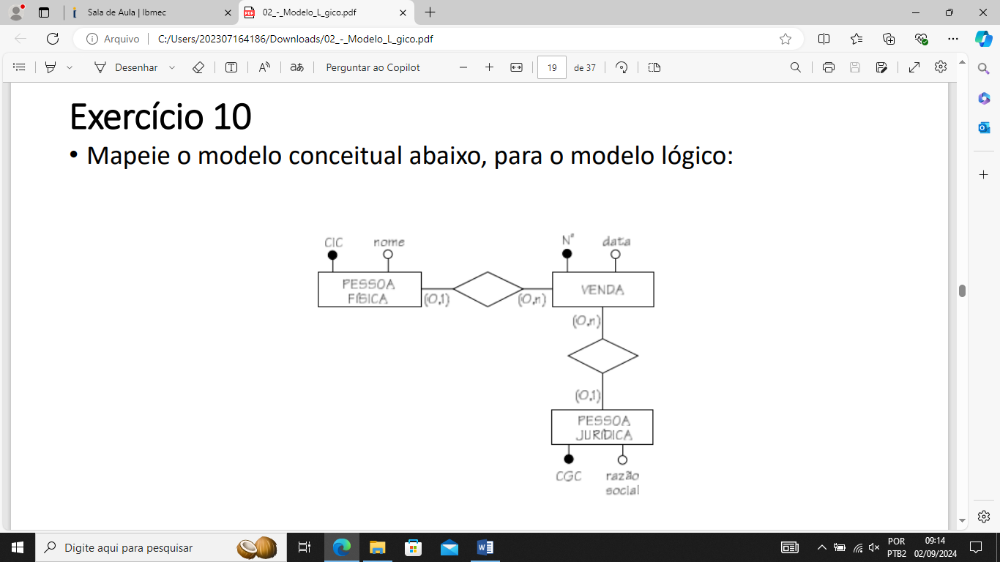 Sala de Aula | Ibmec
02_-_Modelo_L_gico.pdf
Arquivo
C:/Users/202307164186/Downloads/02_-_Modelo_L_gico.pdf
Desenhar
Perguntar ao Copilot
19
de 37
Exercício 10
• Mapeie o modelo conceitual abaixo, para o modelo lógico:
CIC
nome
N°
data
PESSOA
FÍSICA
VENDA
(0,1)
(0,n)
(0,n)
(0,1)
PESSOA
JURÍDICA
CGC
razão
social
Digite aqui para pesquisar
POR
PTB2
09:14
02/09/2024